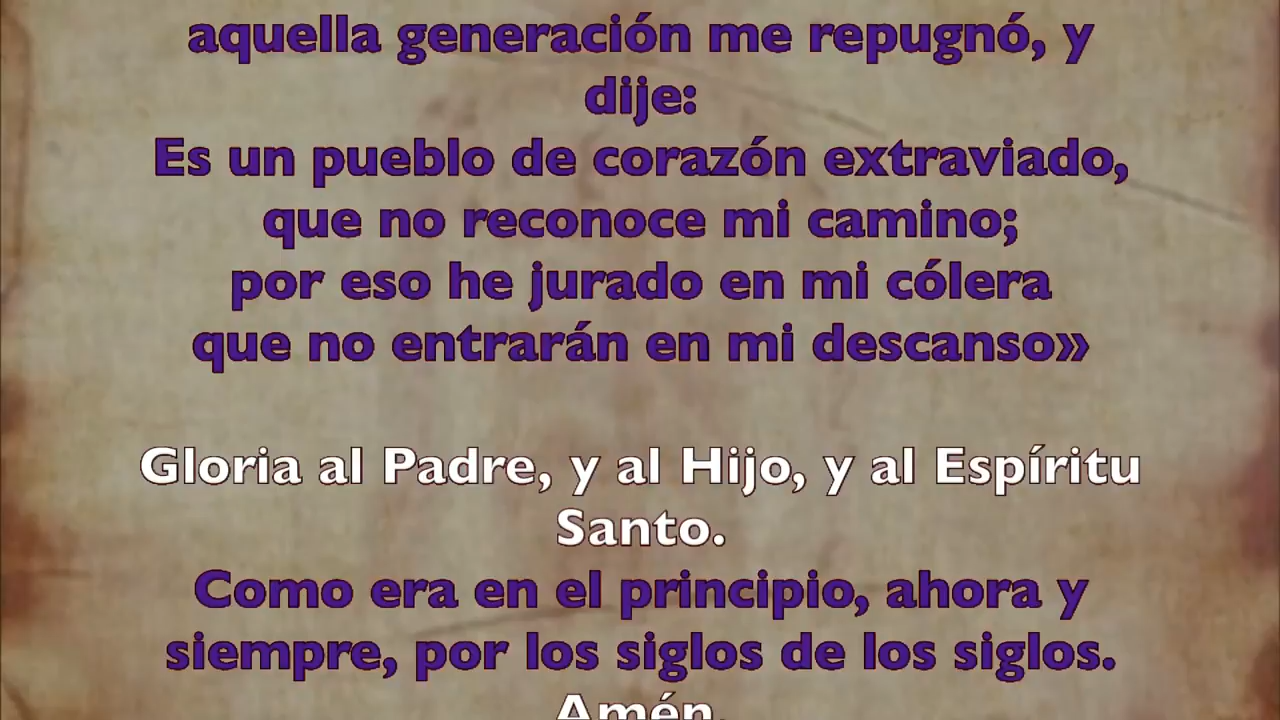 aquella generación me repugnó, y
dije:
Es un pueblo de corazón extraviado,
que no reconoce mi camino;
por eso he jurado en mi cólera
que no entrarán en mi descanso»
Gloria al Padre, y al Hijo, y al Espíritu
Santo.
Como era en el principio, ahora y
siempre, por los siglos de los siglos.
Amén.